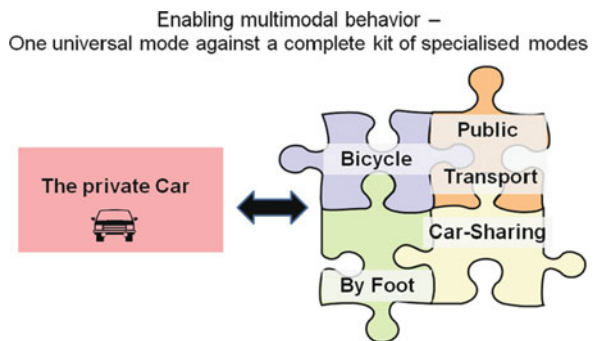 Enabling multimodal behavior –
One universal mode against a complete kit of specialised modes
The private Car
Bicycle
Public
Transport
Car-Sharing
By Foot